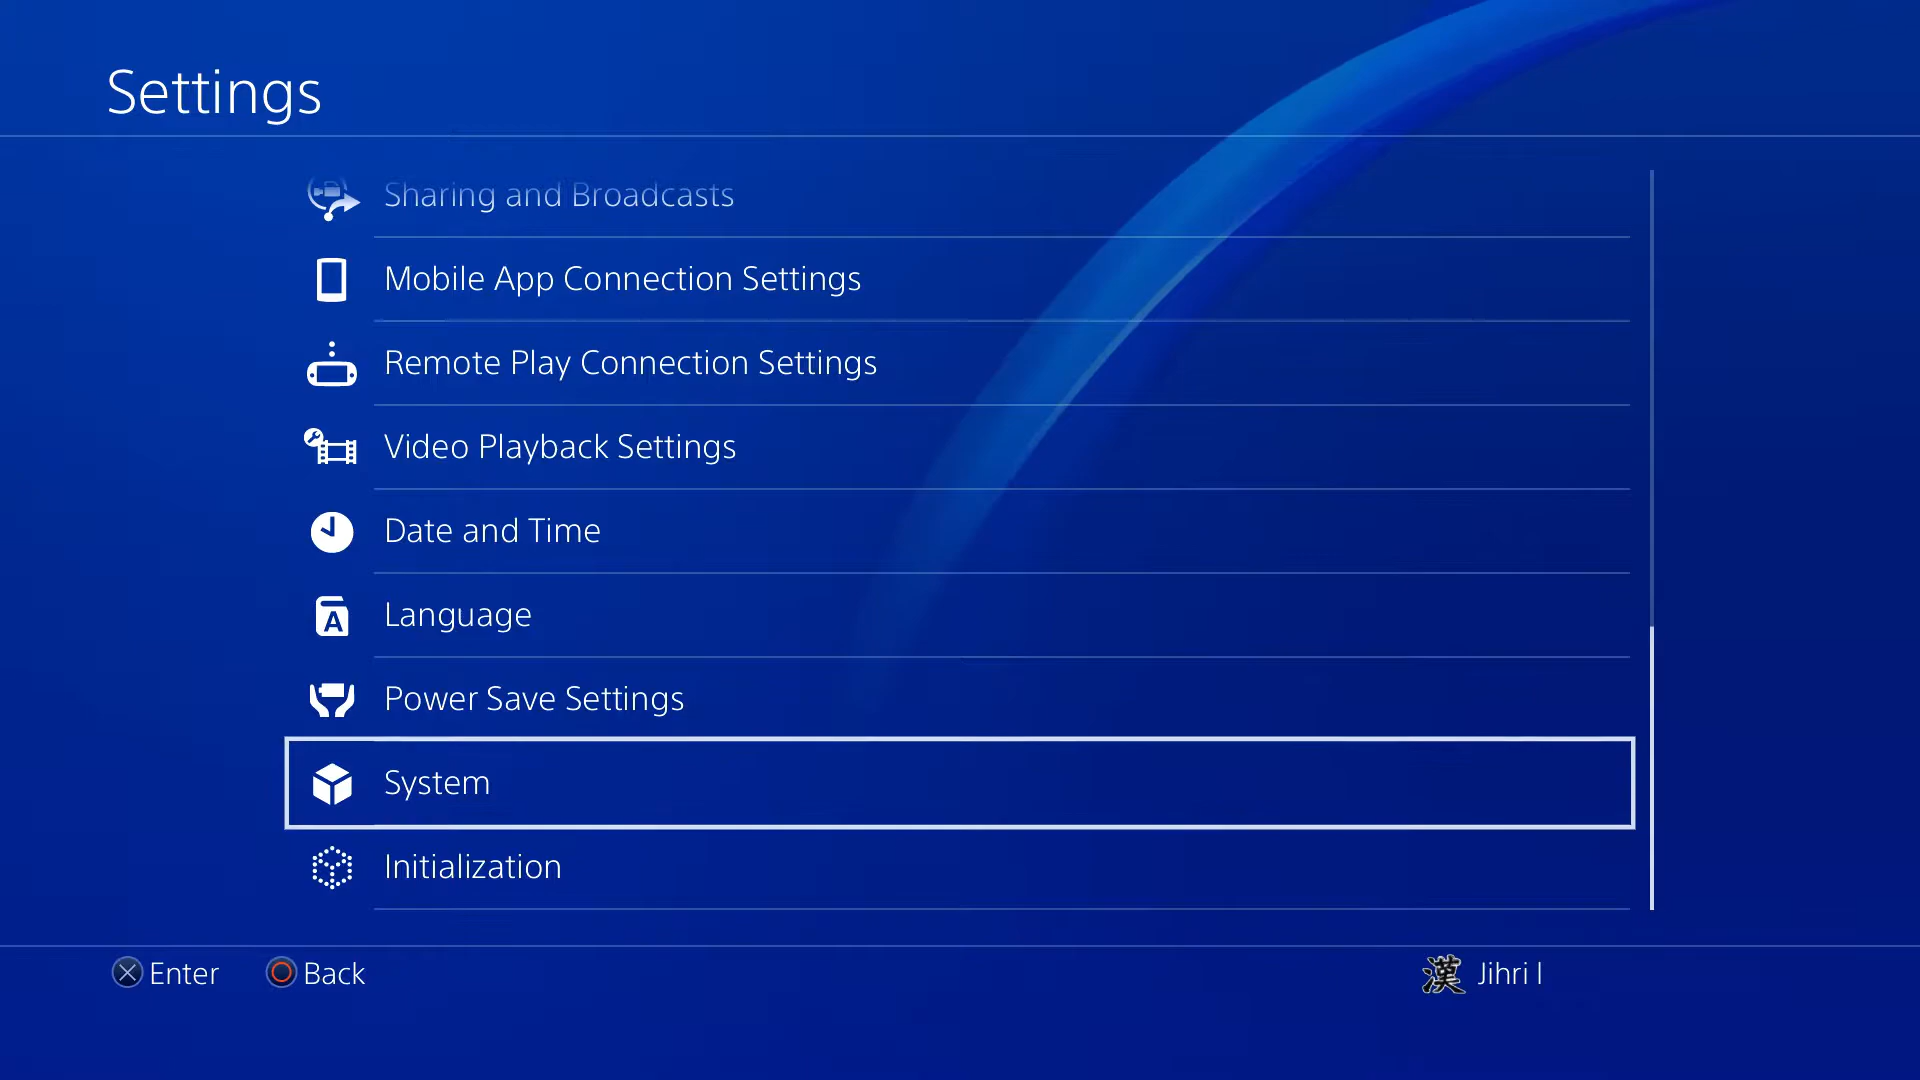 Settings
Sharing and Broadcasts
Mobile App Connection Settings
Remote Play Connection Settings
Video Playback Settings
Date and Time
A Language
Power Save Settings
System
Initialization
Enter
Back
漢 Jihri I